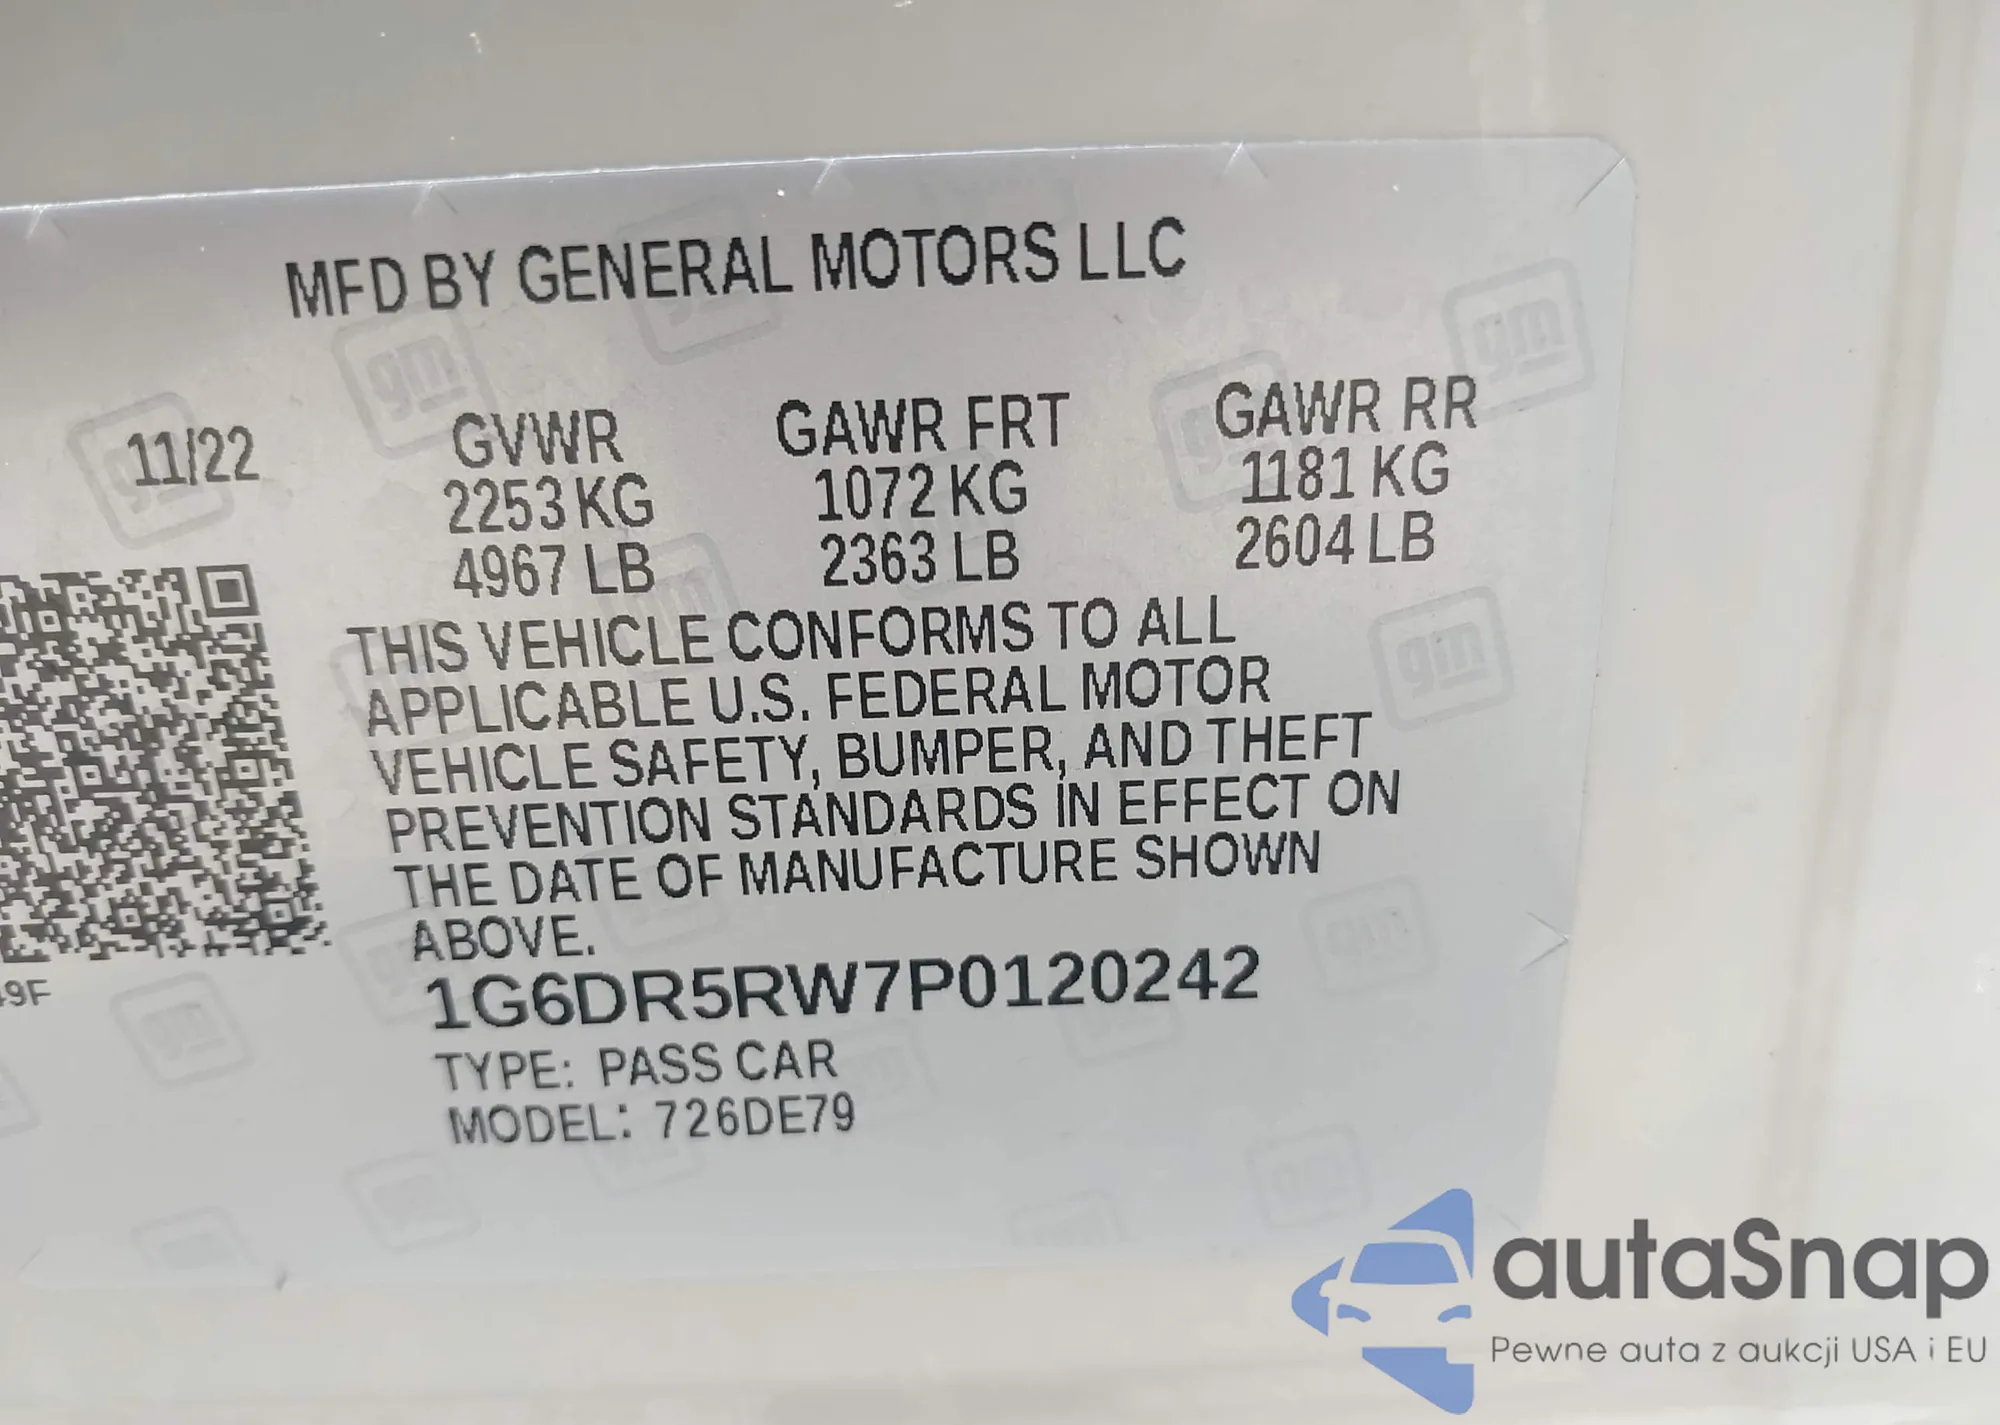 MFD BY GENERAL MOTORS LLC
11/22
GVWR
2253 KG
4967 LB
GAWR FRT
1072 KG
2363 LB
GAWR RR
1181 KG
2604 LB
THIS VEHICLE CONFORMS TO ALL
APPLICABLE U.S. FEDERAL MOTOR
VEHICLE SAFETY, BUMPER, AND THEFT
PREVENTION STANDARDS IN EFFECT ON
THE DATE OF MANUFACTURE SHOWN
ABOVE.
1G6DR5RW7P0120242
TYPE: PASS CAR
MODEL: 726DE79
gm
autaSnap
Pewne auta z aukcji USA i EU